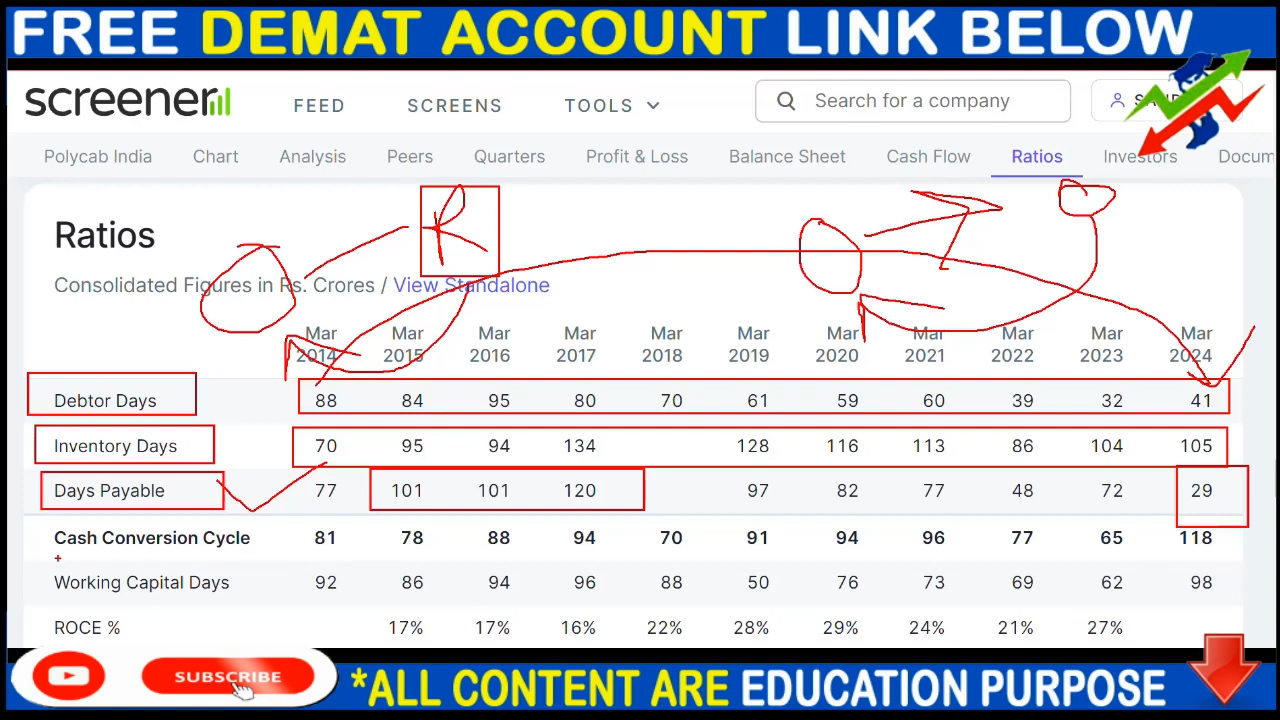 FREE DEMAT ACCOUNT LINK BELOW
screener FEED SCREENS TOOLS Search for a company
Polycab India Chart Analysis Peers Quarters Profit & Loss Balance Sheet Cash Flow Ratios Investors
Ratios
R
Consolidated Figures in Rs. Crores / View Standalone
Mar 2014 Mar 2015 Mar 2016 Mar 2017 Mar 2018 Mar 2019 Mar 2020 Mar 2021 Mar 2022 Mar 2023 Mar 2024
Debtor Days 88 84 95 80 70 61 59 60 39 32 41
Inventory Days 70 95 94 134 128 116 113 86 104 105
Days Payable 77 101 101 120 97 82 77 48 72 29
Cash Conversion Cycle 81 78 88 94 70 91 94 96 77 65 118
Working Capital Days 92 86 94 96 88 50 76 73 69 62 98
ROCE % 17% 17% 16% 22% 28% 29% 24% 21% 27%
SUBSCRIBE
*ALL CONTENT ARE EDUCATION PURPOSE